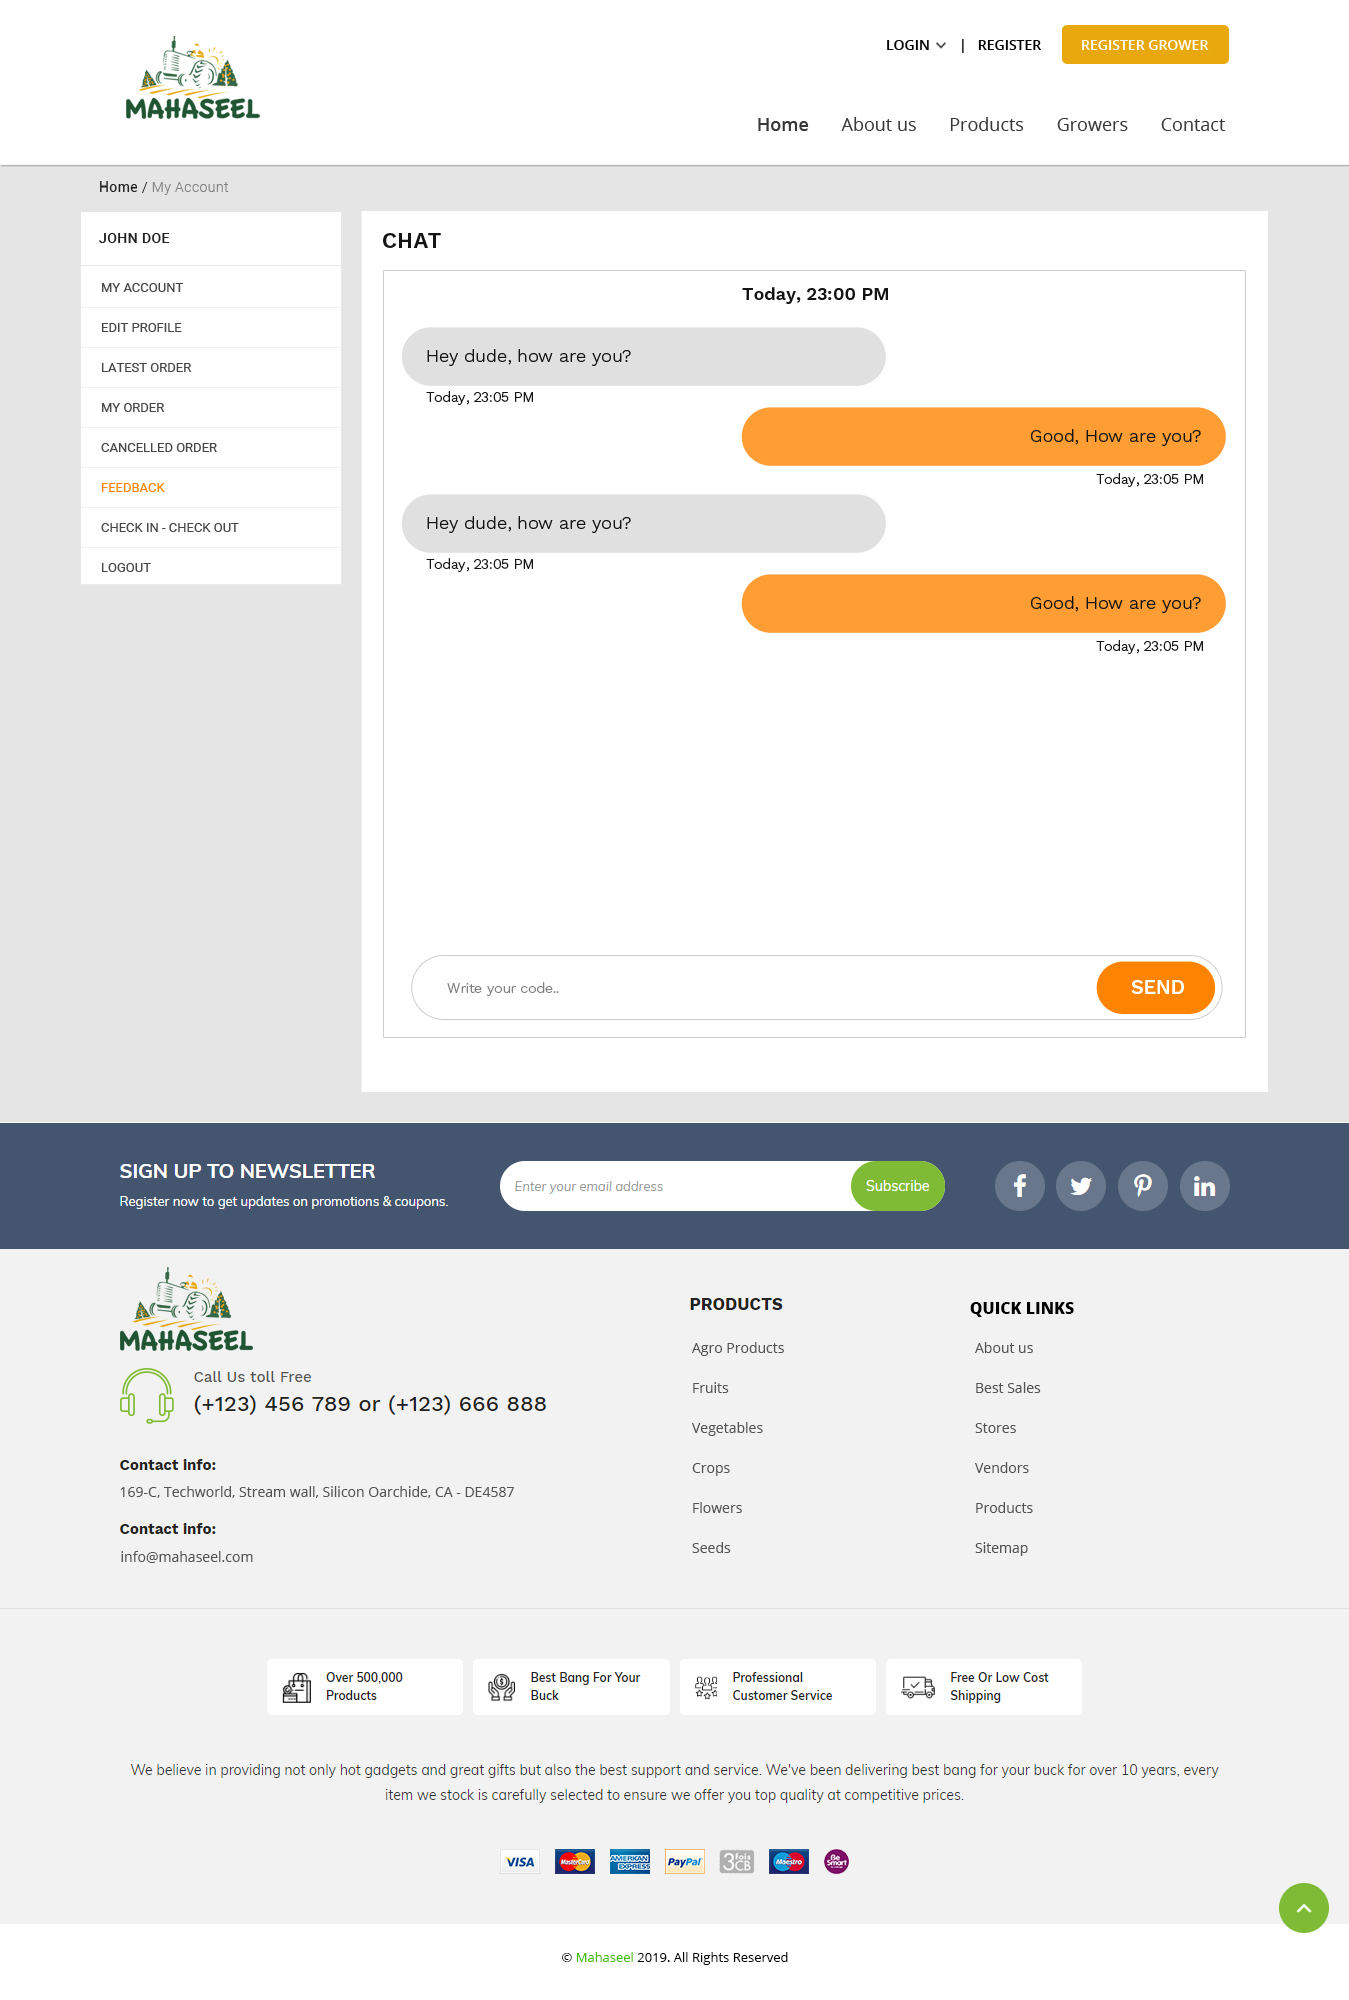 MAHASEEL
LOGIN | REGISTER REGISTER GROWER
Home About us Products Growers Contact
Home / My Account
JOHN DOE
MY ACCOUNT
EDIT PROFILE
LATEST ORDER
MY ORDER
CANCELLED ORDER
FEEDBACK
CHECK IN - CHECK OUT
LOGOUT
CHAT
Today, 23:00 PM
Hey dude, how are you?
Today, 23:05 PM
Good, How are you?
Today, 23:05 PM
Hey dude, how are you?
Today, 23:05 PM
Good, How are you?
Today, 23:05 PM
Write your code..
SEND
SIGN UP TO NEWSLETTER
Register now to get updates on promotions & coupons.
Enter your email address
Subscribe
MAHASEEL
Call Us toll Free
(+123) 456 789 or (+123) 666 888
Contact info:
169-C, Techworld, Stream wall, Silicon Oarchide, CA - DE4587
Contact info:
info@mahaseel.com
PRODUCTS
Agro Products
Fruits
Vegetables
Crops
Flowers
Seeds
QUICK LINKS
About us
Best Sales
Stores
Vendors
Products
Sitemap
Over 500,000
Products
Best Bang For Your
Buck
Professional
Customer Service
Free Or Low Cost
Shipping
We believe in providing not only hot gadgets and great gifts but also the best support and service. We've been delivering best bang for your buck for over 10 years, every
item we stock is carefully selected to ensure we offer you top quality at competitive prices.
VISA
MasterCard
AMERICAN
EXPRESS
PayPal
3 fois
CB
Maestro
Be
Smart
© Mahaseel 2019. All Rights Reserved